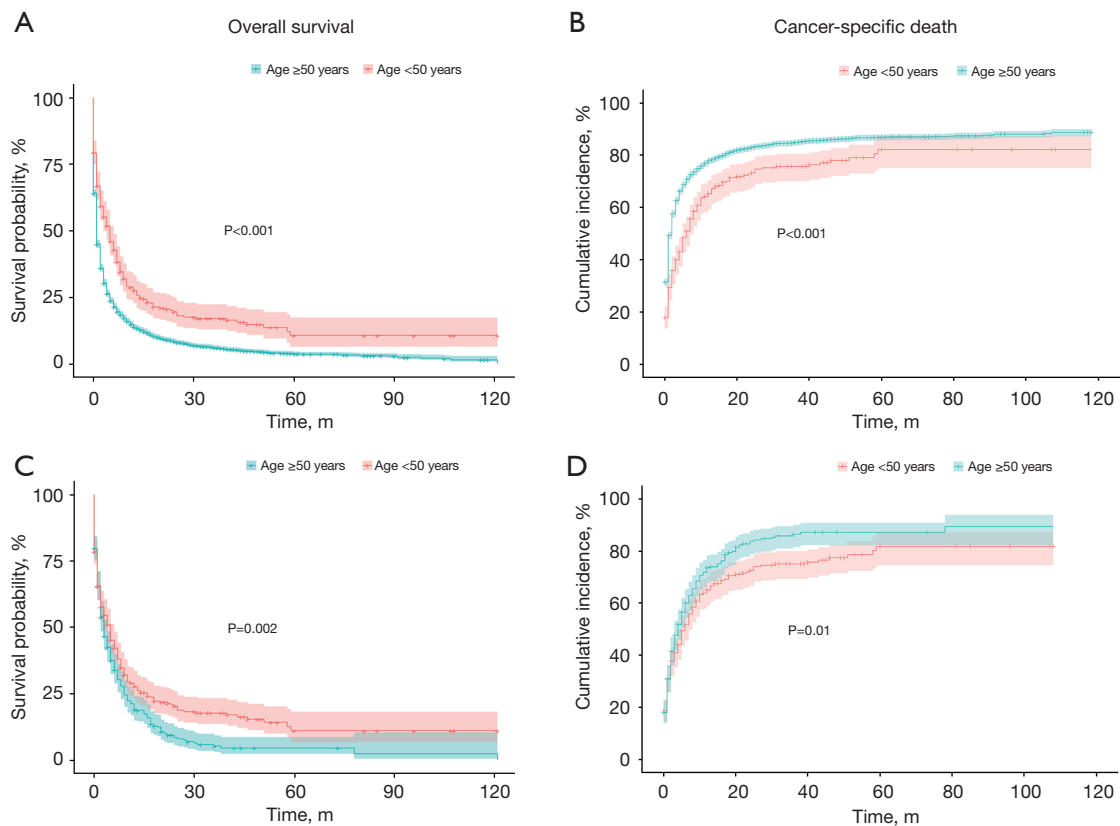 A
Overall survival
Age ≥50 years
Age <50 years
Survival probability, %
100
75
50
25
0
P<0.001
0
30
60
90
120
Time, m
B
Cancer-specific death
Age <50 years
Age ≥50 years
Cumulative incidence, %
100
80
60
40
20
0
P<0.001
0
20
40
60
80
100
120
Time, m
C
Age ≥50 years
Age <50 years
Survival probability, %
100
75
50
25
0
P=0.002
0
30
60
90
120
Time, m
D
Age <50 years
Age ≥50 years
Cumulative incidence, %
100
80
60
40
20
0
P=0.01
0
20
40
60
80
100
120
Time, m